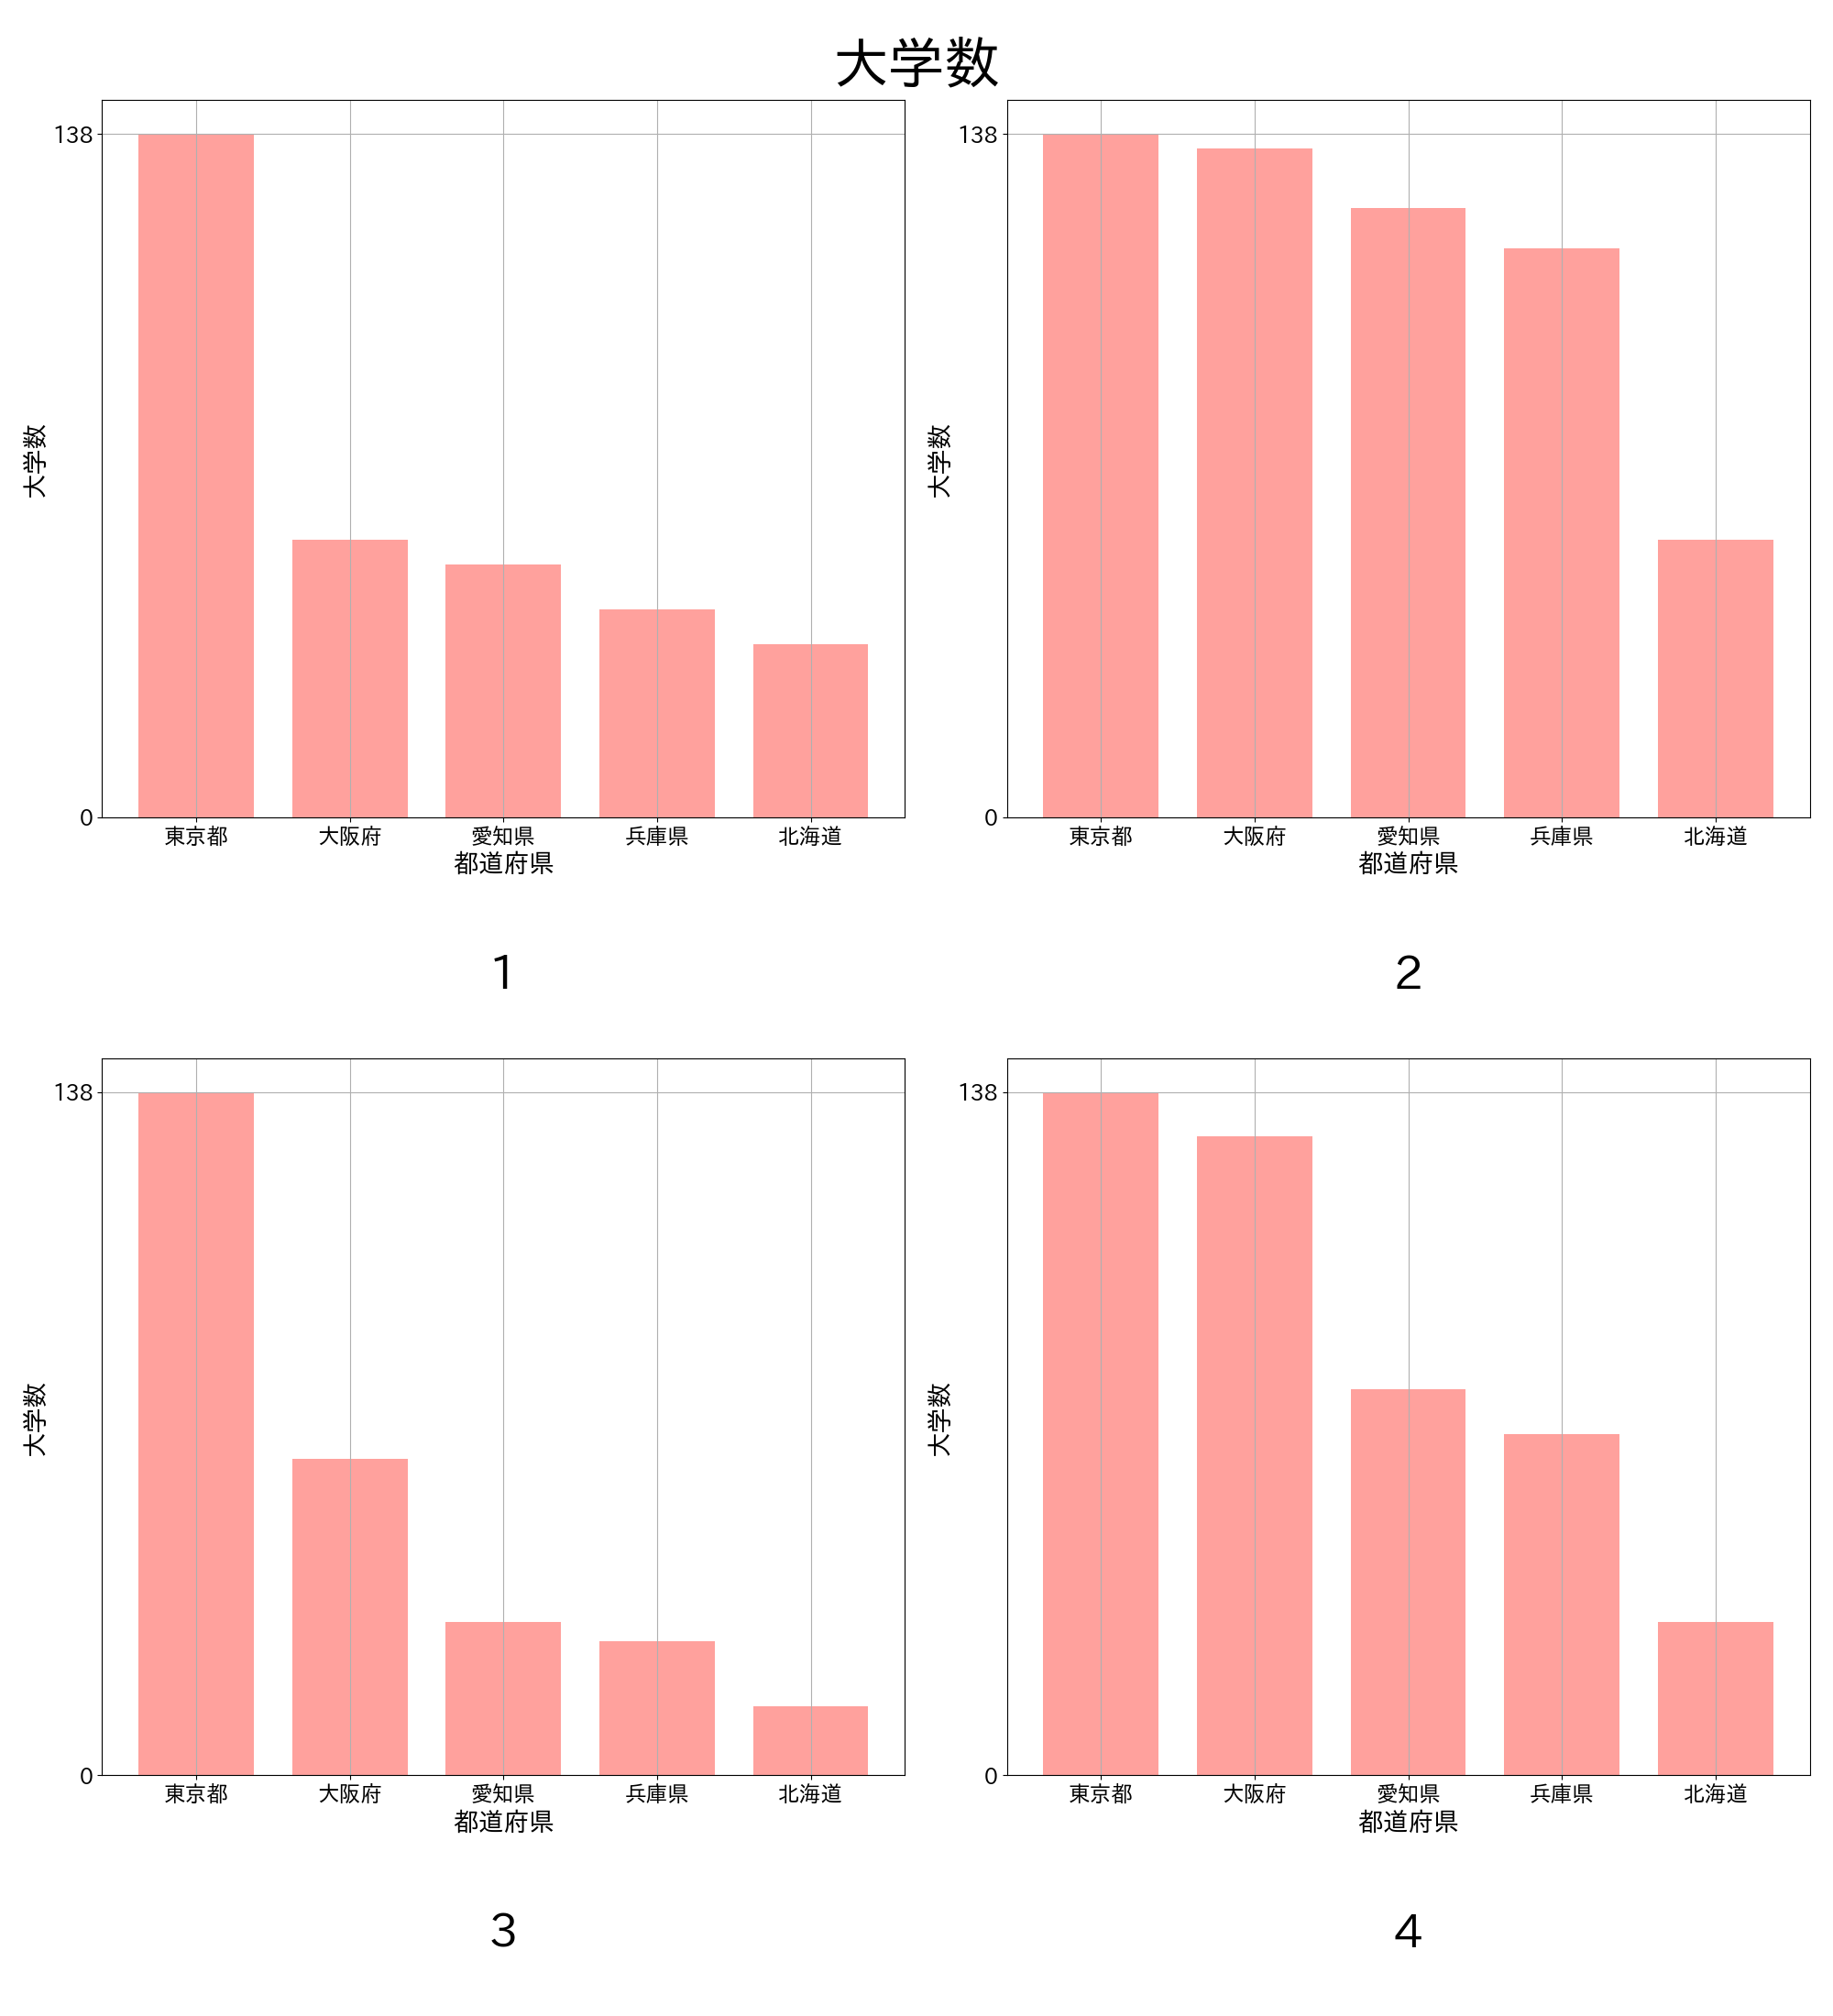 大学数
138
0
大学数
東京都 大阪府 愛知県 兵庫県 北海道
都道府県
1
138
0
大学数
東京都 大阪府 愛知県 兵庫県 北海道
都道府県
2
138
0
大学数
東京都 大阪府 愛知県 兵庫県 北海道
都道府県
3
138
0
大学数
東京都 大阪府 愛知県 兵庫県 北海道
都道府県
4